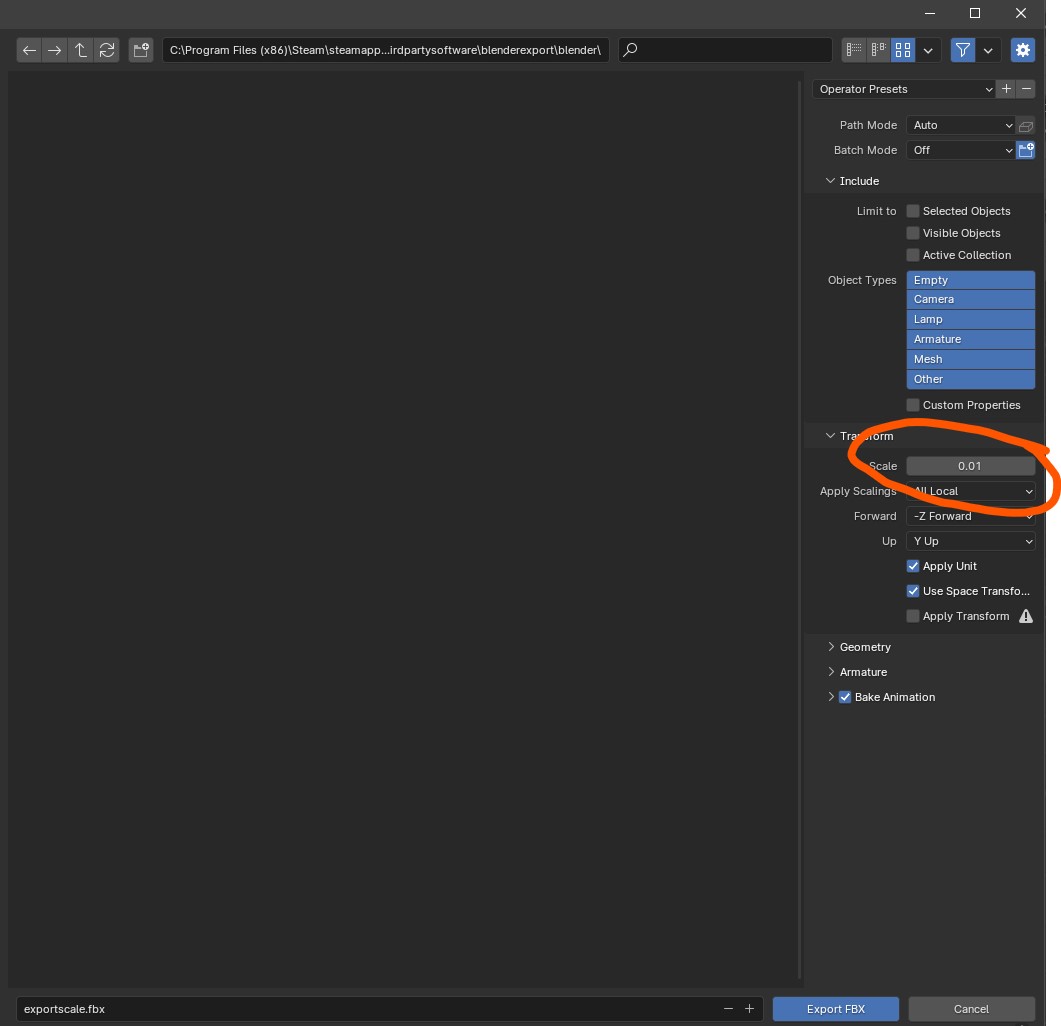 C:\Program Files (x86)\Steam\steamapp...irdpartysoftware\blenderexport\blender\
Operator Presets
Path Mode Auto
Batch Mode Off
Include
Limit to Selected Objects
Visible Objects
Active Collection
Object Types Empty
Camera
Lamp
Armature
Mesh
Other
Custom Properties
Transform
Scale 0.01
Apply Scalings All Local
Forward -Z Forward
Up Y Up
Apply Unit
Use Space Transfo...
Apply Transform
Geometry
Armature
Bake Animation
exportscale.fbx
Export FBX Cancel